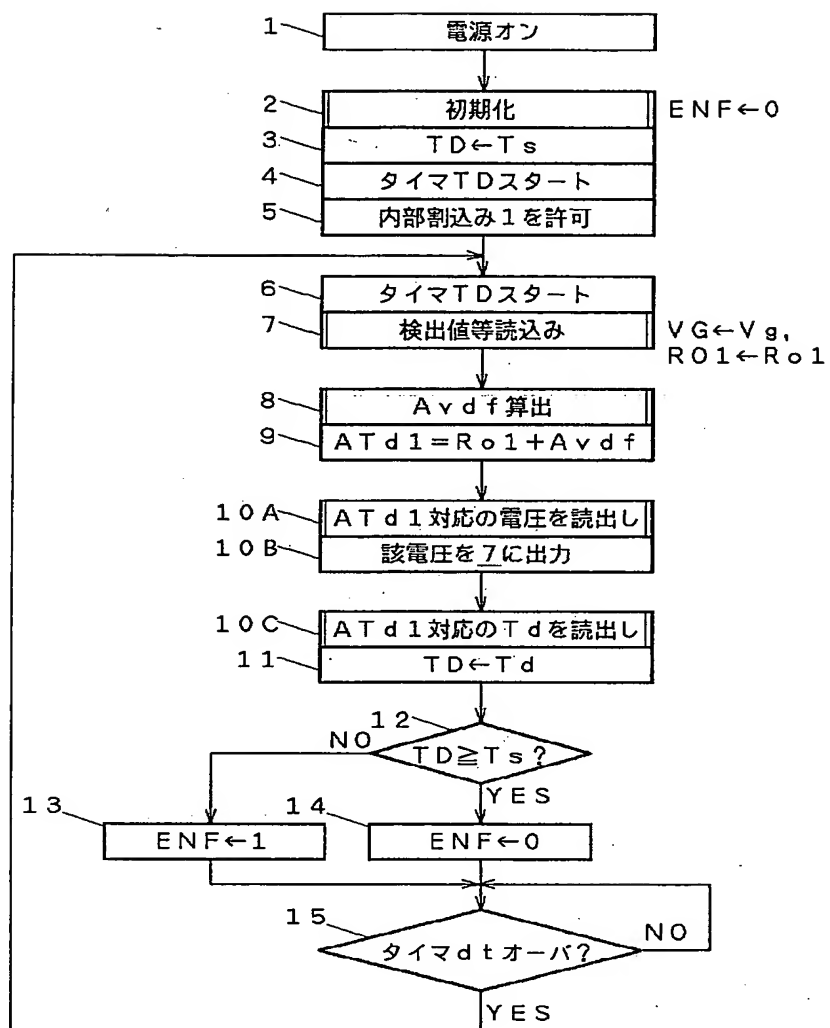 1 電源オン
2 初期化 ENF←0
3 TD←Ts
4 タイマTDスタート
5 内部割込み1を許可
6 タイマTDスタート
7 検出値等読込み VG←Vg,
RO1←Ro1
8 Avdf算出
9 ATd1=Ro1+Avdf
10A ATd1対応の電圧を読出し
10B 該電圧を7に出力
10C ATd1対応のTdを読出し
11 TD←Td
12
NO TD≧Ts?
YES
13 14
ENF←1 ENF←0
15
タイマdtオーバ? NO
YES